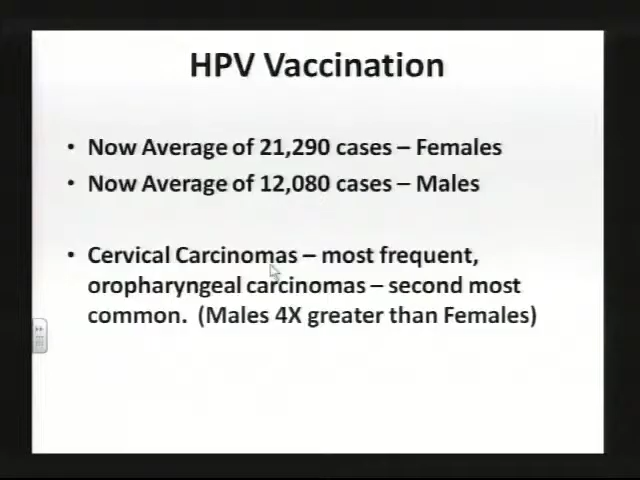 HPV Vaccination
• Now Average of 21,290 cases – Females
• Now Average of 12,080 cases – Males
• Cervical Carcinomas – most frequent,
oropharyngeal carcinomas – second most
common. (Males 4X greater than Females)